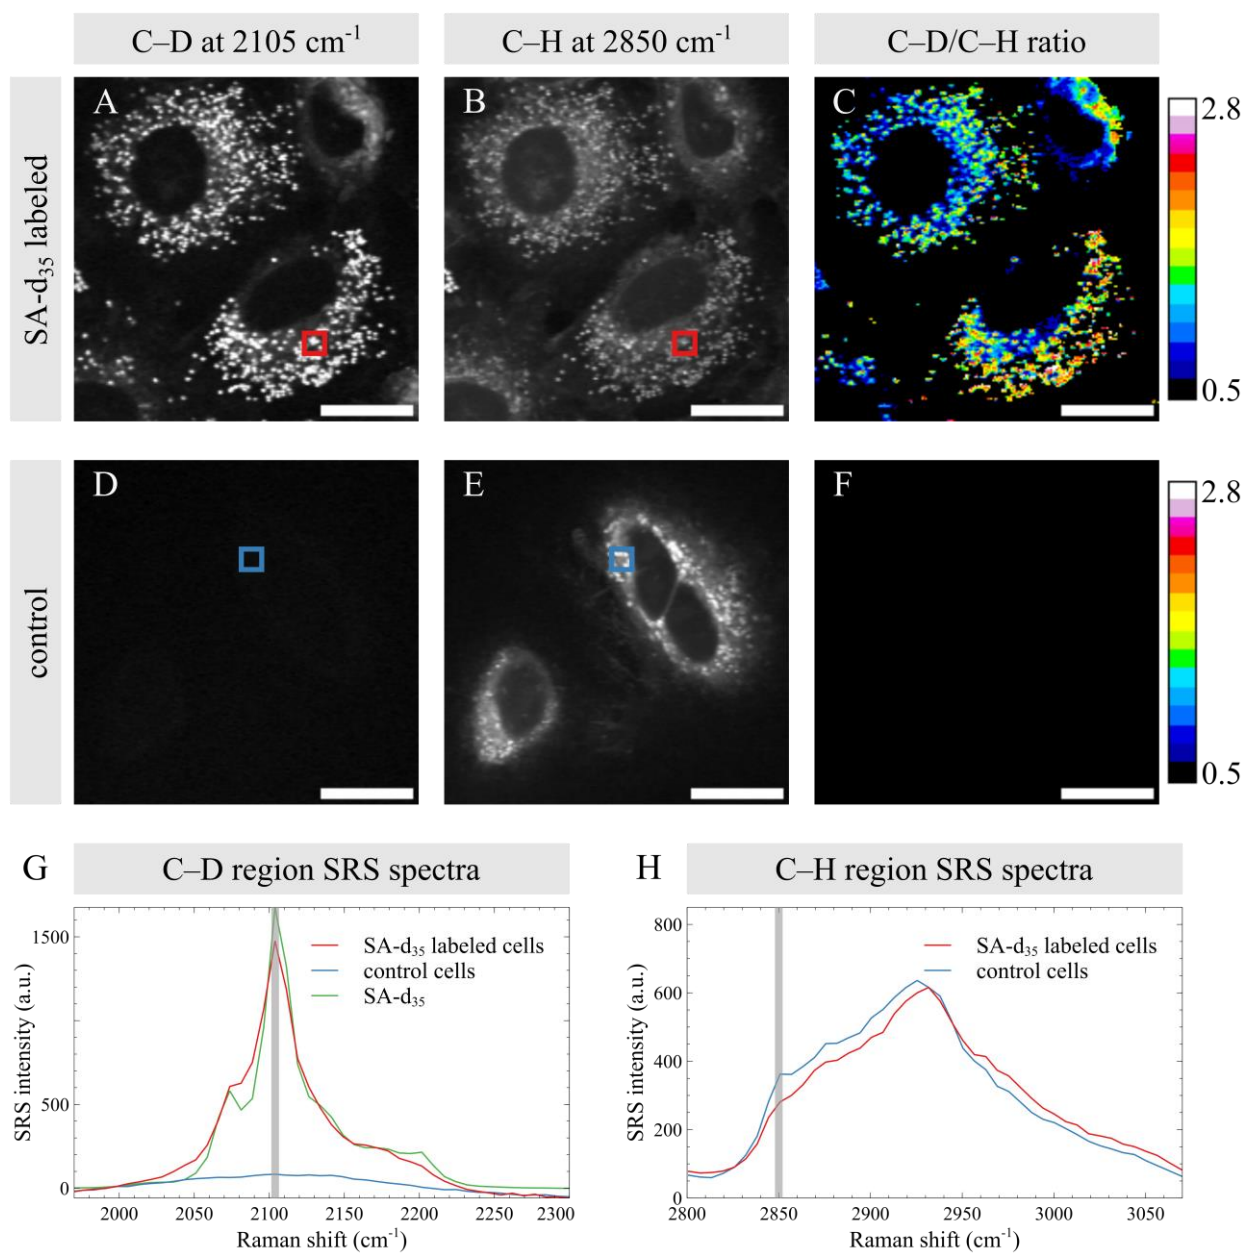 C–D at 2105 cm⁻¹
C–H at 2850 cm⁻¹
C–D/C–H ratio
SA-d₃₅ labeled
A
B
C
2.8
0.5
control
D
E
F
2.8
0.5
G
C–D region SRS spectra
H
C–H region SRS spectra
SRS intensity (a.u.)
1500
500
0
SA-d₃₅ labeled cells
control cells
SA-d₃₅
2000 2050 2100 2150 2200 2250 2300
Raman shift (cm⁻¹)
SRS intensity (a.u.)
800
600
400
200
0
SA-d₃₅ labeled cells
control cells
2800 2850 2900 2950 3000 3050
Raman shift (cm⁻¹)